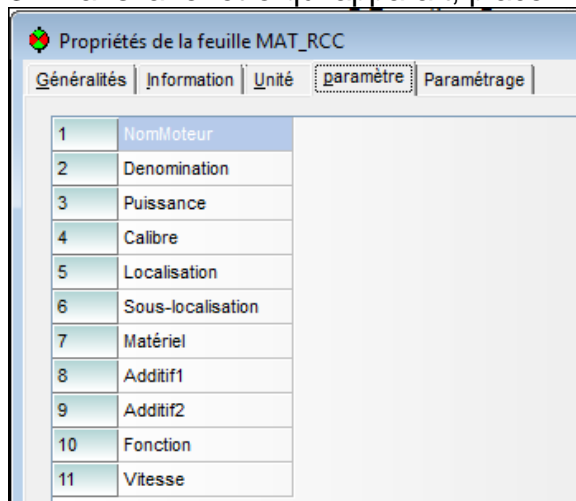 Propriétés de la feuille MAT_RCC
Généralités Information Unité paramètre Paramétrage
1 NomMoteur
2 Denomination
3 Puissance
4 Calibre
5 Localisation
6 Sous-localisation
7 Matériel
8 Additif1
9 Additif2
10 Fonction
11 Vitesse